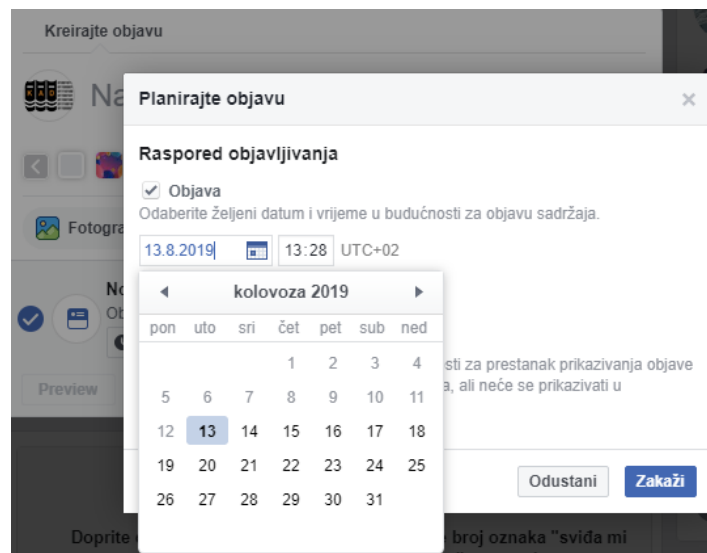 Kreirajte objavu
KAD
Na
Planirajte objavu
Raspored objavljivanja
Objava
Odaberite željeni datum i vrijeme u budućnosti za objavu sadržaja.
13.8.2019 13:28 UTC+02
Fotogra
kolovoza 2019
pon uto sri čet pet sub ned
1 2 3 4
5 6 7 8 9 10 11
12 13 14 15 16 17 18
19 20 21 22 23 24 25
26 27 28 29 30 31
sti za prestanak prikazivanja objave
a, ali neće se prikazivati u
Preview
Odustani Zakaži
Doprite
broj oznaka "sviđa mi